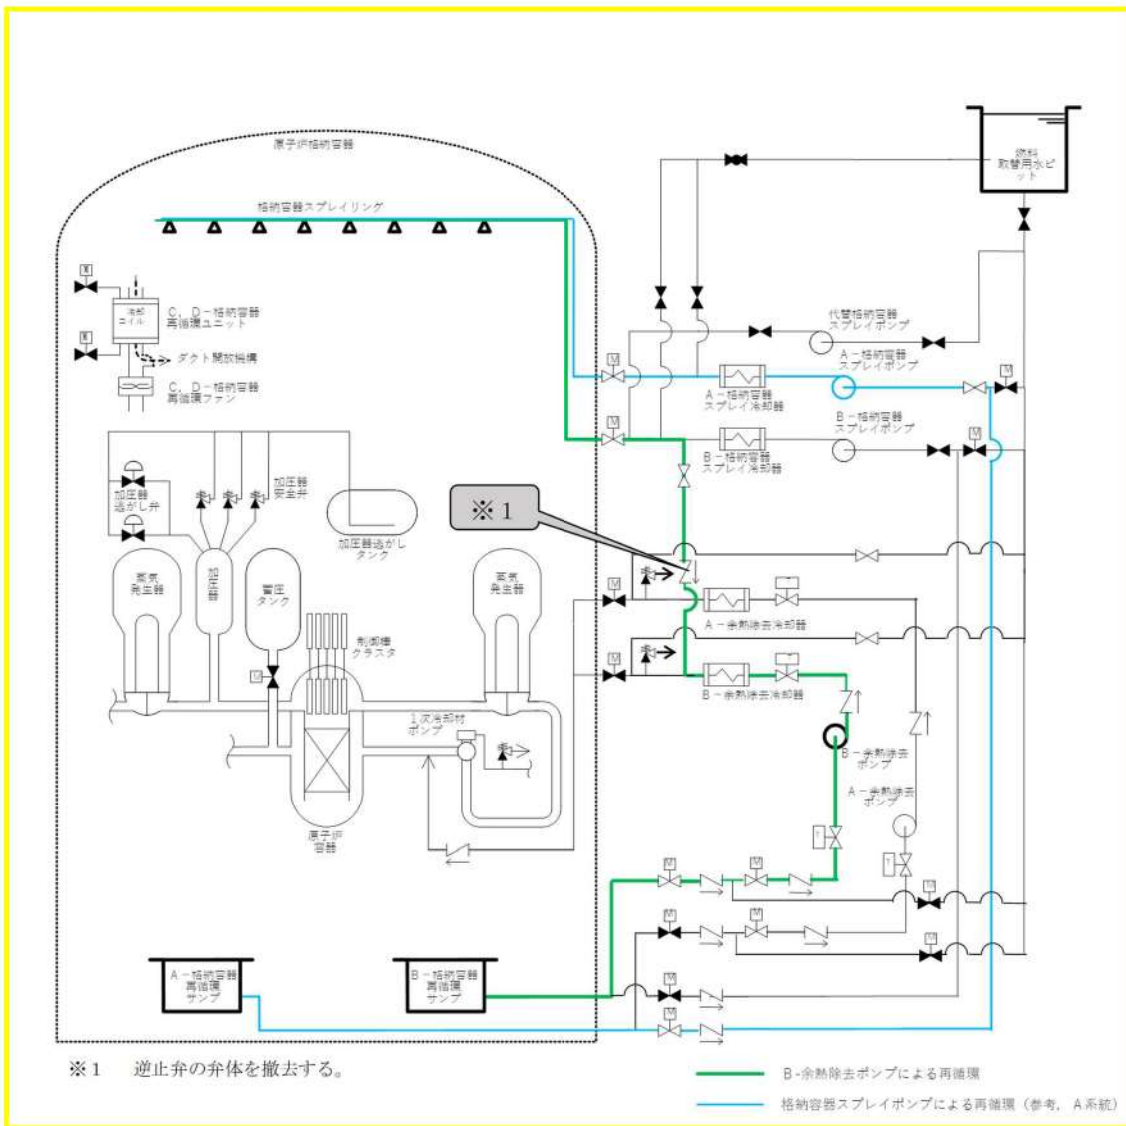 原子炉格納容器
燃料
取替用水ピ
ット
格納容器スプレイリング
M
冷却
コイル
C，D－格納容器
再循環ユニット
M
ダクト開放機構
C，D－格納容器
再循環ファン
代替格納容器
スプレイポンプ
A－格納容器
スプレイポンプ
M
M
A－格納容器
スプレイ冷却器
B－格納容器
スプレイポンプ
M
M
B－格納容器
スプレイ冷却器
加圧器
逃がし弁
加圧器
安全弁
加圧器逃がし
タンク
※１
蒸気
発生器
加圧器
蓄圧
タンク
蒸気
発生器
M
A－余熱除去冷却器
制御棒
クラスタ
M
B－余熱除去冷却器
M
１次冷却材
ポンプ
B－余熱除去
ポンプ
A－余熱除去
ポンプ
原子炉
容器
T
T
M
M
M
M
M
M
A－格納容器
再循環
サンプ
B－格納容器
再循環
サンプ
M
M
※１　逆止弁の弁体を撤去する。
B-余熱除去ポンプによる再循環
格納容器スプレイポンプによる再循環（参考，A系統）